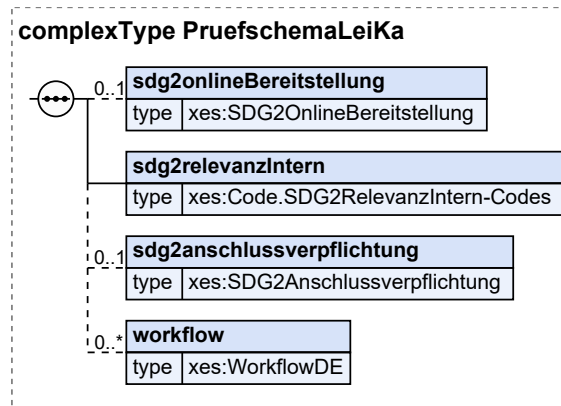 complexType PruefschemaLeiKa
0..1
sdg2onlineBereitstellung
type xes:SDG2OnlineBereitstellung
sdg2relevanzIntern
type xes:Code.SDG2RelevanzIntern-Codes
0..1
sdg2anschlussverpflichtung
type xes:SDG2Anschlussverpflichtung
0..*
workflow
type xes:WorkflowDE